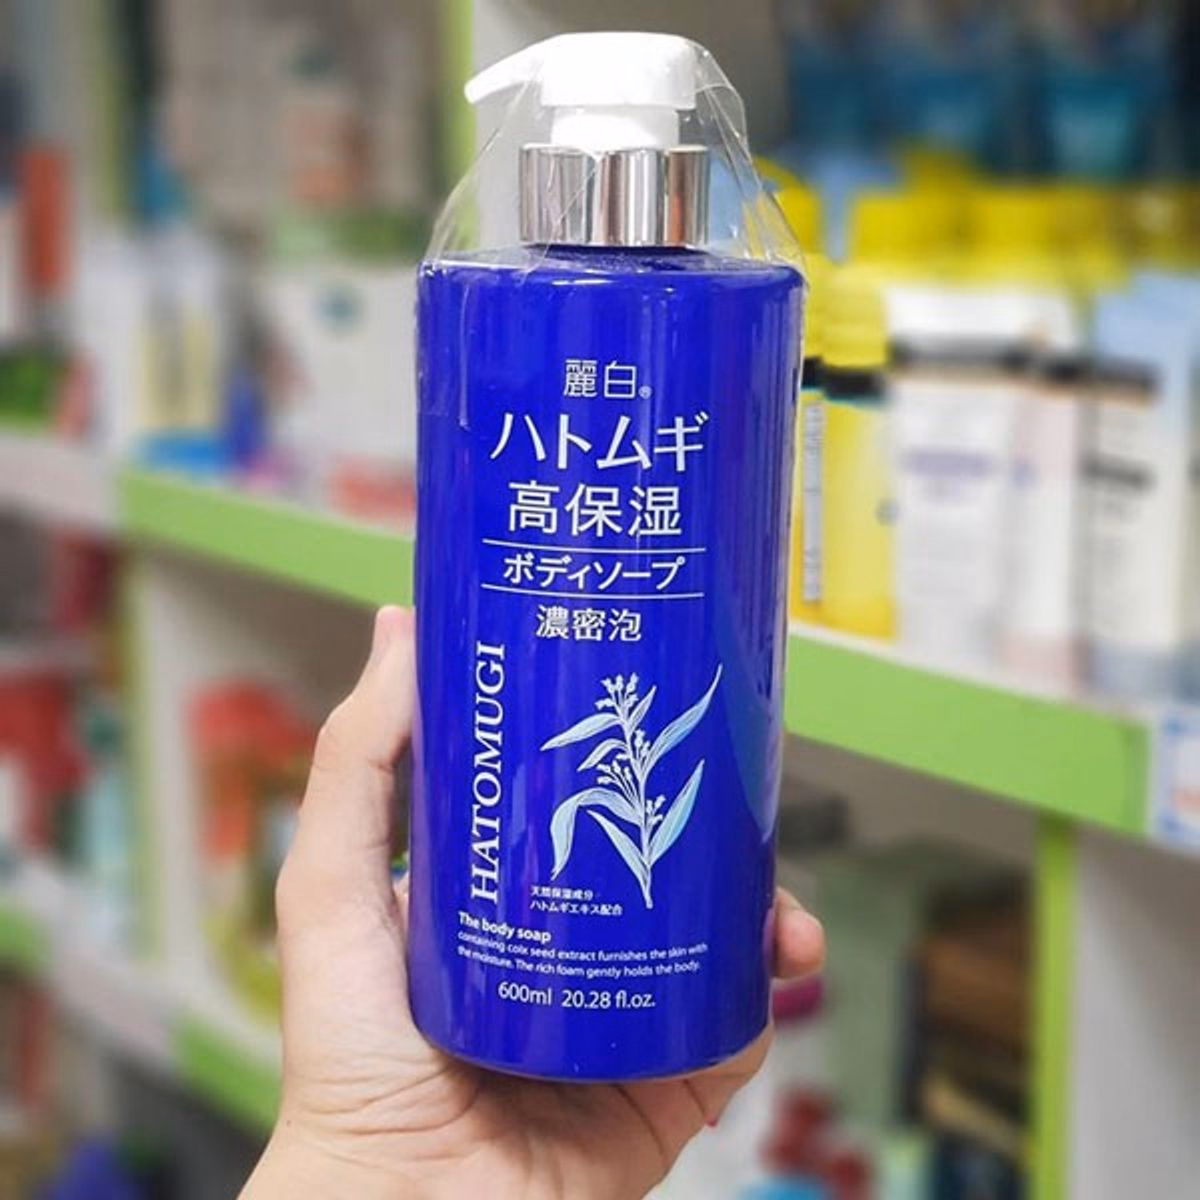 麗白®
ハトムギ
高保湿
ボディソープ
濃密泡
HATOMUGI
天然保湿成分
ハトムギエキス配合
The body soap
containing coix seed extract furnishes the skin with
the moisture. The rich foam gently holds the body.
600ml 20.28 fl.oz.